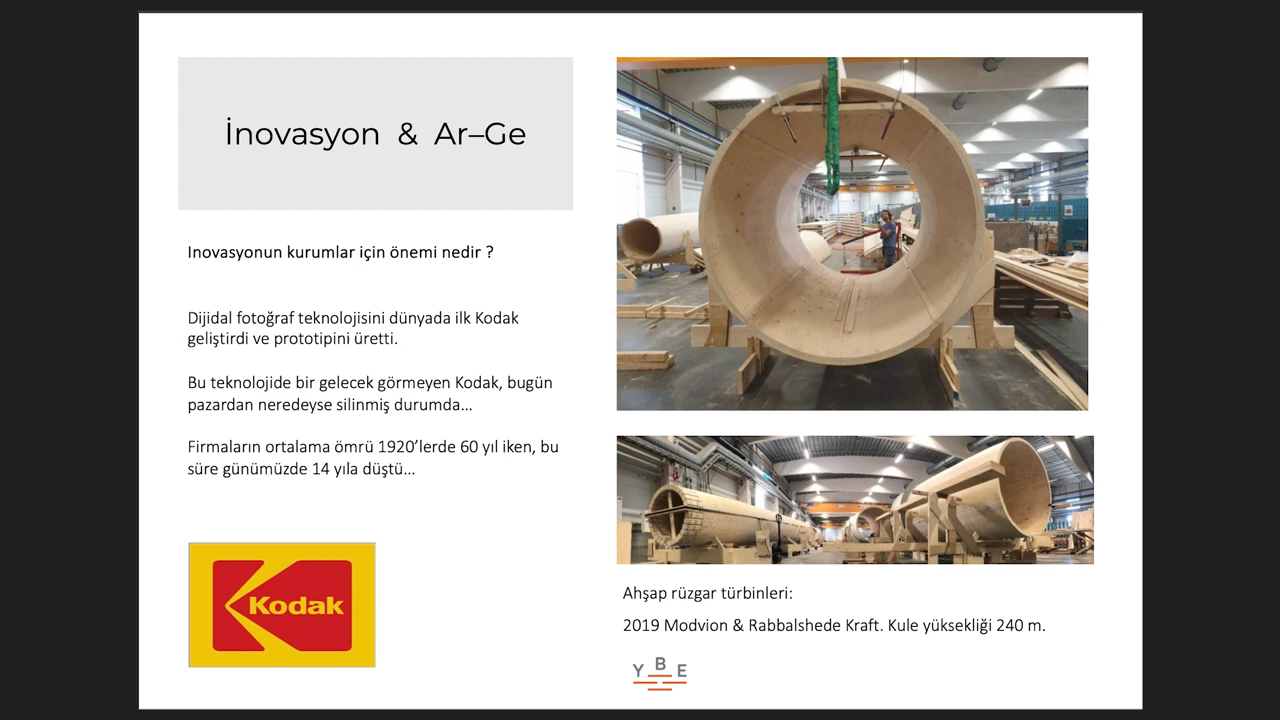 İnovasyon & Ar–Ge
Inovasyonun kurumlar için önemi nedir ?
Dijidal fotoğraf teknolojisini dünyada ilk Kodak
geliştirdi ve prototipini üretti.
Bu teknolojide bir gelecek görmeyen Kodak, bugün
pazardan neredeyse silinmiş durumda...
Firmaların ortalama ömrü 1920’lerde 60 yıl iken, bu
süre günümüzde 14 yıla düştü...
Kodak
Ahşap rüzgar türbinleri:
2019 Modvion & Rabbalshede Kraft. Kule yüksekliği 240 m.
Y B E